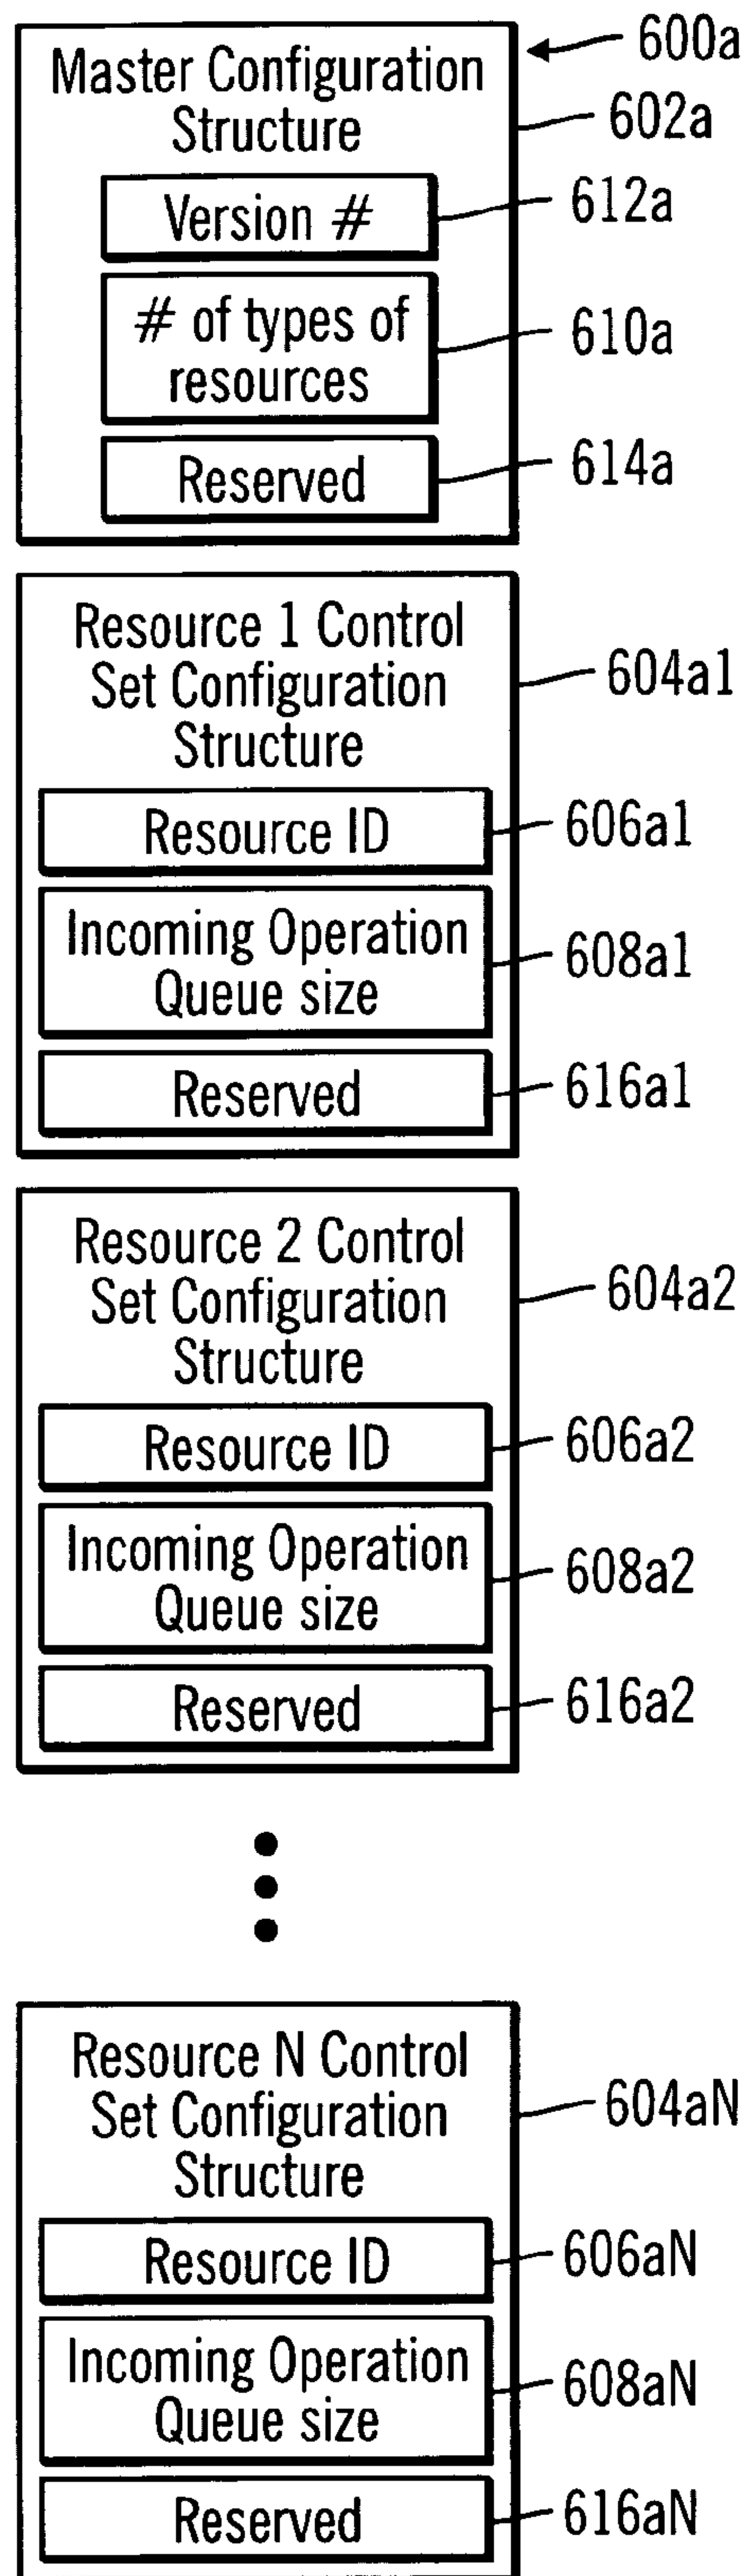 600a
Master Configuration
Structure
602a
Version #
612a
# of types of
resources
610a
Reserved
614a
Resource 1 Control
Set Configuration
Structure
604a1
Resource ID
606a1
Incoming Operation
Queue size
608a1
Reserved
616a1
Resource 2 Control
Set Configuration
Structure
604a2
Resource ID
606a2
Incoming Operation
Queue size
608a2
Reserved
616a2
Resource N Control
Set Configuration
Structure
604aN
Resource ID
606aN
Incoming Operation
Queue size
608aN
Reserved
616aN